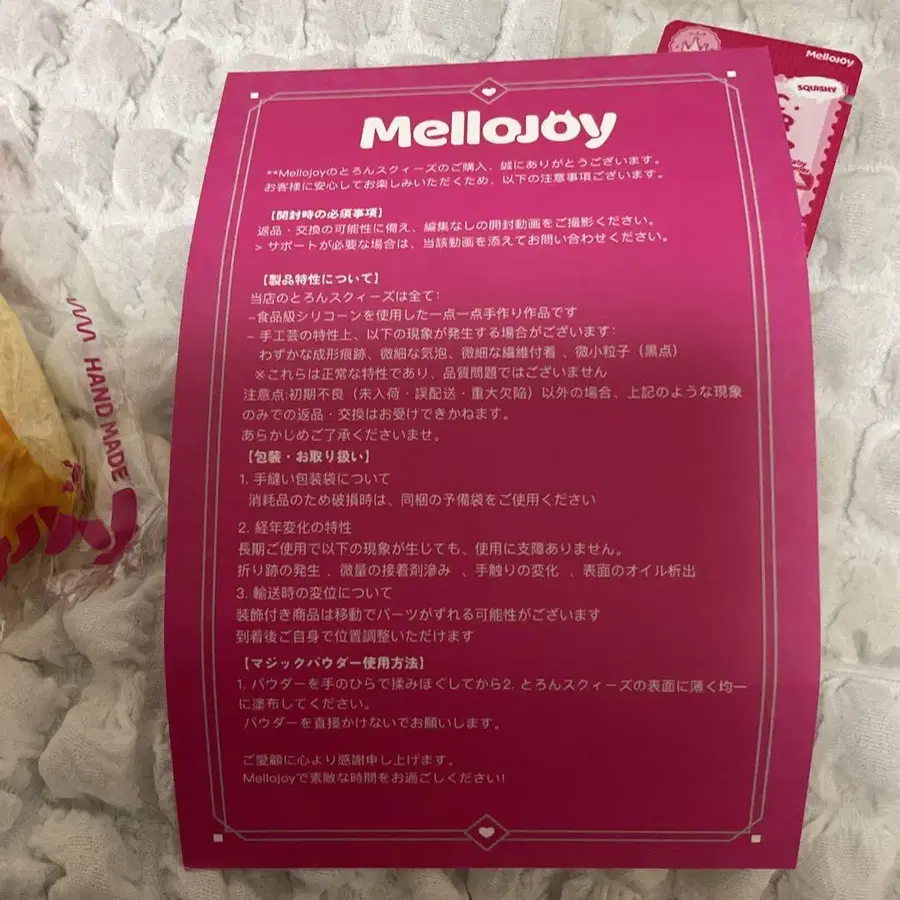 MelloJoy
SQUISHY
MelloJoy
**Mellojoyのとろんスクィーズのご購入、誠にありがとうございます。
お客様に安心してお楽しみいただくため、以下の注意事項ございます。
【開封時の必須事項】
返品・交換の可能性に備え、編集なしの開封動画をご撮影ください。
> サポートが必要な場合は、当該動画を添えてお問い合わせください。
【製品特性について】
当店のとろんスクィーズは全て:
-食品級シリコーンを使用した一点一点手作り作品です
- 手工芸の特性上、以下の現象が発生する場合がございます:
わずかな成形痕跡、微細な気泡、微細な繊維付着 、微小粒子（黒点）
※これらは正常な特性であり、品質問題ではございません
注意点:初期不良（未入荷・誤配送・重大欠陥）以外の場合、上記のような現象
のみでの返品・交換はお受けできかねます。
あらかじめご了承くださいませ。
【包装・お取り扱い】
1. 手縫い包装袋について
消耗品のため破損時は、同梱の予備袋をご使用ください
2. 経年変化の特性
長期ご使用で以下の現象が生じても、使用に支障ありません。
折り跡の発生 、微量の接着剤滲み 、手触りの変化 、表面のオイル析出
3. 輸送時の変位について
装飾付き商品は移動でパーツがずれる可能性がございます
到着後ご自身で位置調整いただけます
【マジックパウダー使用方法】
1. パウダーを手のひらで揉みほぐしてから2. とろんスクィーズの表面に薄く均一
に塗布してください。
パウダーを直接かけないでお願いします。
ご愛顧に心より感謝申し上げます。
Mellojoyで素敵な時間をお過ごしください!
HAND MADE